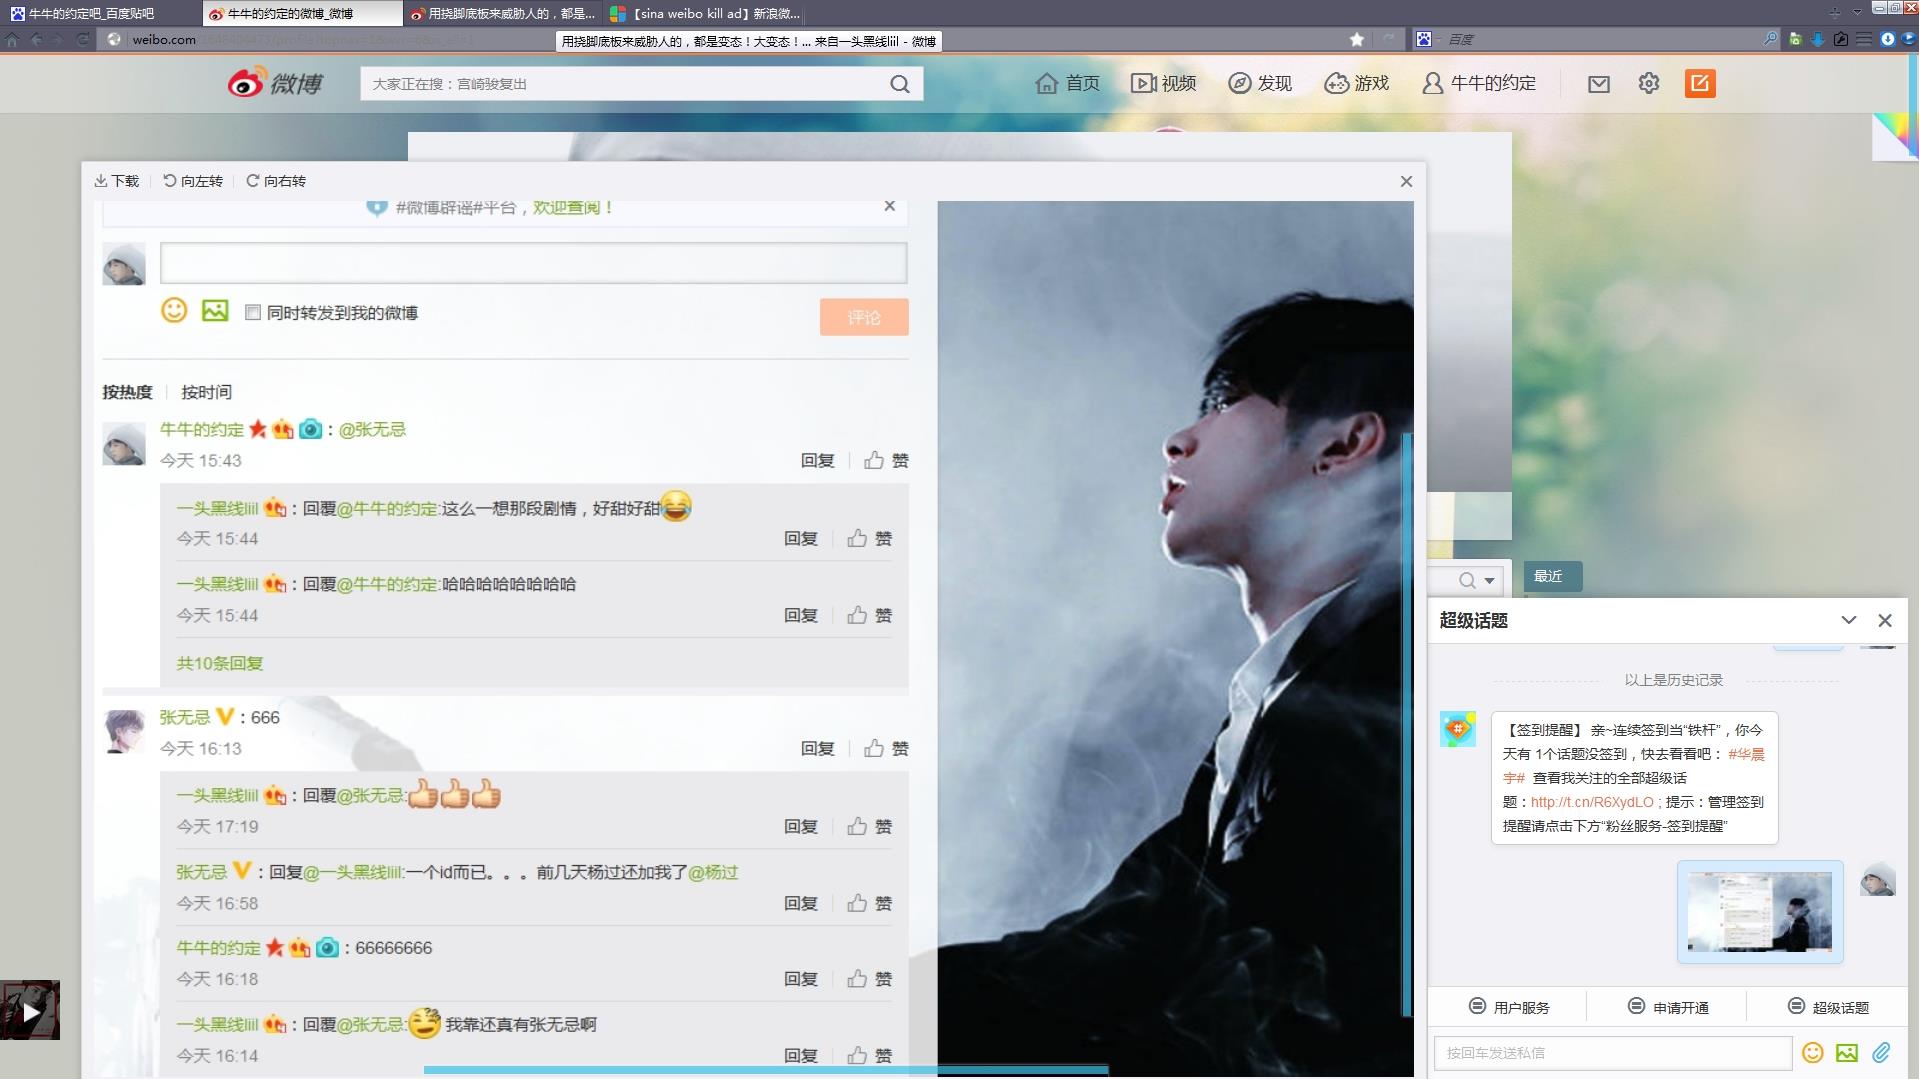 牛牛的约定吧_百度贴吧
牛牛的约定的微博_微博
用挠脚底板来威胁人的，都是...
【sina weibo kill ad】新浪微...
weibo.com
用挠脚底板来威胁人的，都是变态！大变态！... 来自一头黑线liil - 微博
百度
微博
大家正在搜：宫崎骏复出
首页
视频
发现
游戏
牛牛的约定
下载
向左转
向右转
#微博辟谣#平台，欢迎查阅！
同时转发到我的微博
评论
按热度
按时间
牛牛的约定：@张无忌
今天 15:43
回复
赞
一头黑线liil：回覆@牛牛的约定:这么一想那段剧情，好甜好甜
今天 15:44
回复
赞
一头黑线liil：回覆@牛牛的约定:哈哈哈哈哈哈哈哈
今天 15:44
回复
赞
共10条回复
张无忌 V：666
今天 16:13
回复
赞
一头黑线liil：回覆@张无忌:
今天 17:19
回复
赞
张无忌 V：回复@一头黑线liil:一个id而已。。。前几天杨过还加我了@杨过
今天 16:58
回复
赞
牛牛的约定：66666666
今天 16:18
回复
赞
一头黑线liil：回覆@张无忌: 我靠还真有张无忌啊
今天 16:14
回复
赞
最近
超级话题
以上是历史记录
【签到提醒】 亲~连续签到当“铁杆”，你今
天有 1个话题没签到，快去看看吧： #华晨
宇# 查看我关注的全部超级话
题：http://t.cn/R6XydLO ; 提示：管理签到
提醒请点击下方“粉丝服务-签到提醒”
用户服务
申请开通
超级话题
按回车发送私信